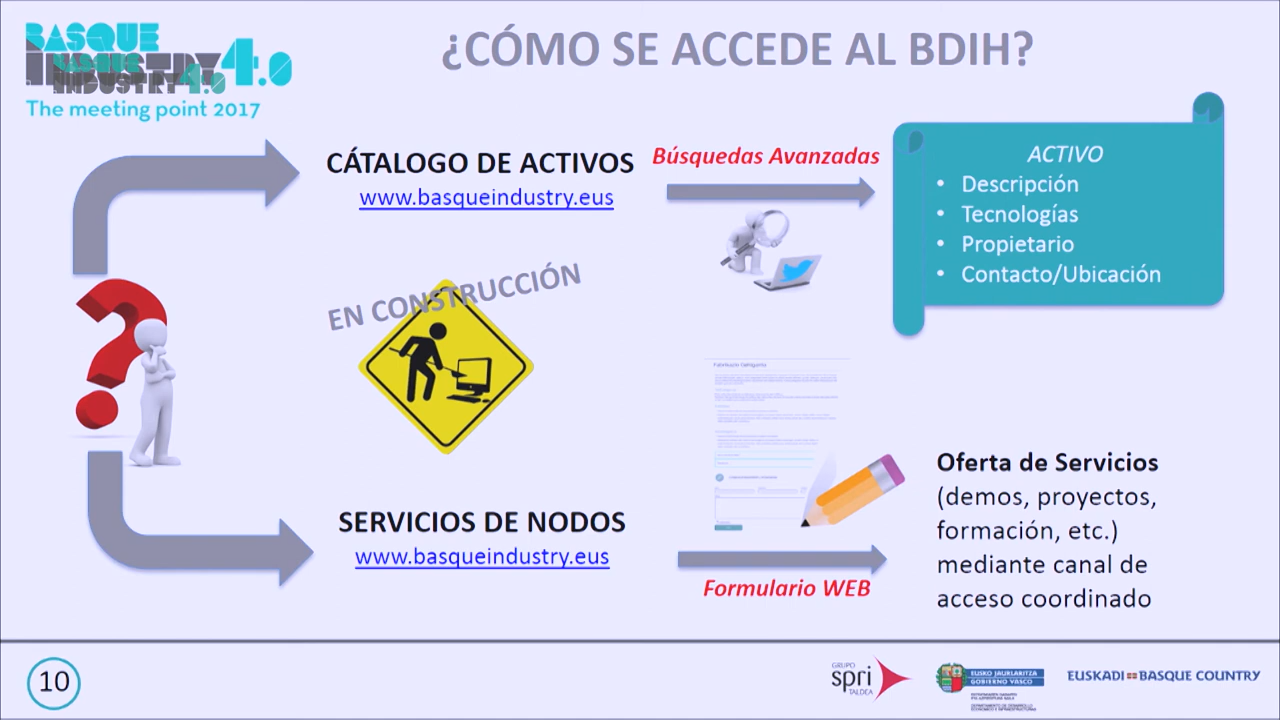 BASQUE
INDUSTRY 4.0
The meeting point 2017
¿CÓMO SE ACCEDE AL BDIH?
CÁTALOGO DE ACTIVOS
www.basqueindustry.eus
Búsquedas Avanzadas
ACTIVO
• Descripción
• Tecnologías
• Propietario
• Contacto/Ubicación
EN CONSTRUCCIÓN
SERVICIOS DE NODOS
www.basqueindustry.eus
Formulario WEB
Oferta de Servicios
(demos, proyectos,
formación, etc.)
mediante canal de
acceso coordinado
10
GRUPO
spri
TALDEA
EUSKO JAURLARITZA
GOBIERNO VASCO
EUSKADI BASQUE COUNTRY